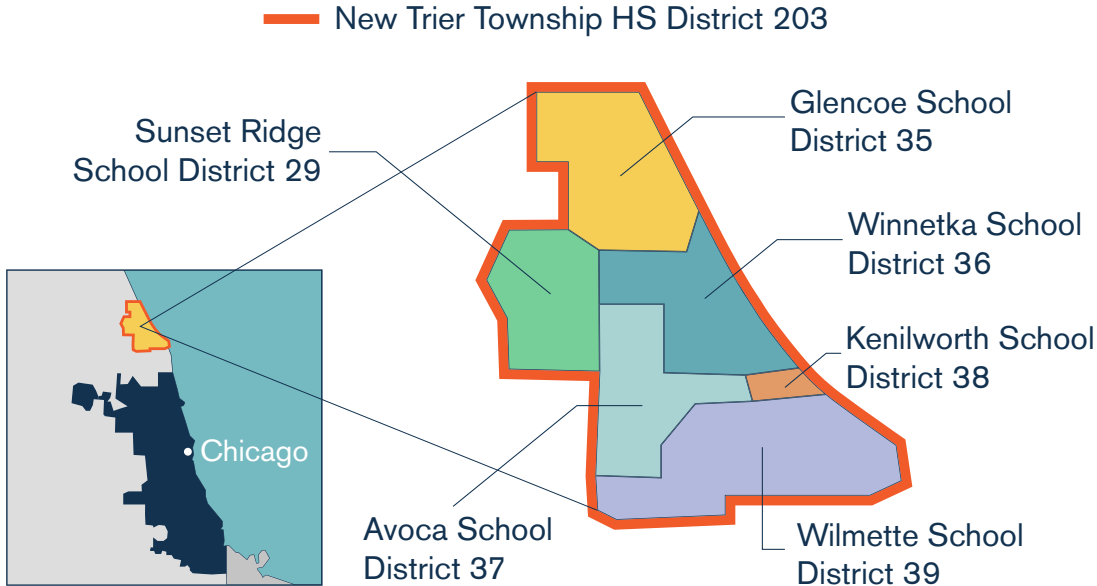 New Trier Township HS District 203
Glencoe School
District 35
Sunset Ridge
School District 29
Winnetka School
District 36
Kenilworth School
District 38
Chicago
Avoca School
District 37
Wilmette School
District 39